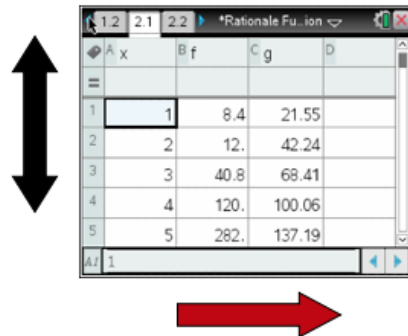 1.2 2.1 2.2 *Rationale Fu…ion
A x B f C g D
=
1 1 8.4 21.55
2 2 12. 42.24
3 3 40.8 68.41
4 4 120. 100.06
5 5 282. 137.19
A1 1